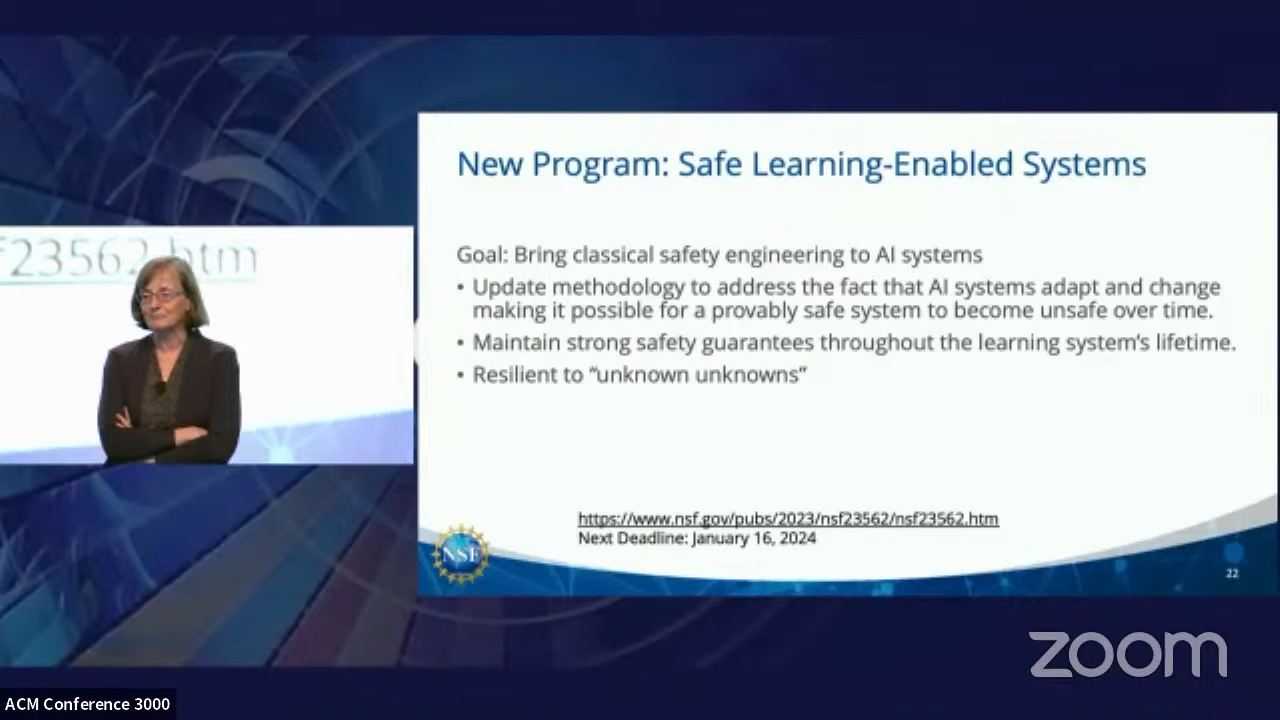 f23562.htm
New Program: Safe Learning-Enabled Systems
Goal: Bring classical safety engineering to AI systems
• Update methodology to address the fact that AI systems adapt and change
making it possible for a provably safe system to become unsafe over time.
• Maintain strong safety guarantees throughout the learning system's lifetime.
• Resilient to “unknown unknowns”
https://www.nsf.gov/pubs/2023/nsf23562/nsf23562.htm
Next Deadline: January 16, 2024
NSF
22
zoom
ACM Conference 3000